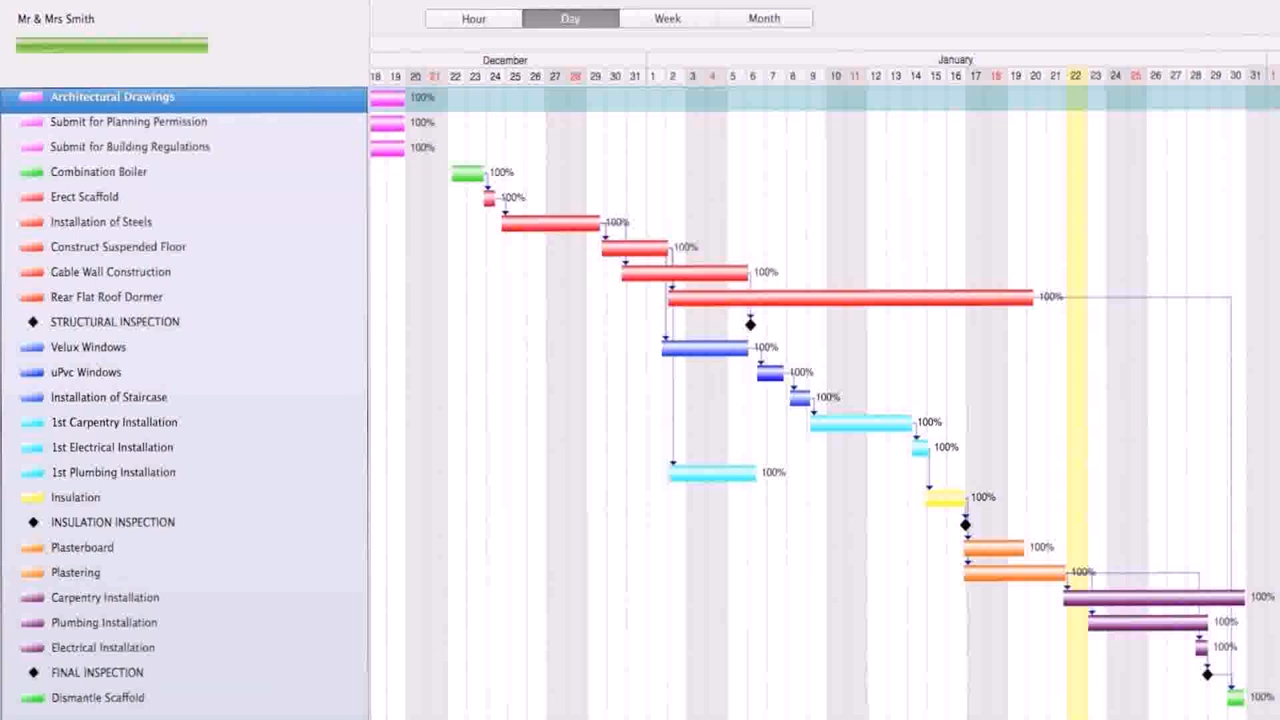 Mr & Mrs Smith
Hour Day Week Month
December January
18 19 20 21 22 23 24 25 26 27 28 29 30 31 1 2 3 4 5 6 7 8 9 10 11 12 13 14 15 16 17 18 19 20 21 22 23 24 25 26 27 28 29 30 31 1
Architectural Drawings 100%
Submit for Planning Permission 100%
Submit for Building Regulations 100%
Combination Boiler 100%
Erect Scaffold 100%
Installation of Steels 100%
Construct Suspended Floor 100%
Gable Wall Construction 100%
Rear Flat Roof Dormer 100%
STRUCTURAL INSPECTION
Velux Windows 100%
uPvc Windows 100%
Installation of Staircase 100%
1st Carpentry Installation 100%
1st Electrical Installation 100%
1st Plumbing Installation 100%
Insulation 100%
INSULATION INSPECTION
Plasterboard 100%
Plastering 100%
Carpentry Installation 100%
Plumbing Installation 100%
Electrical Installation 100%
FINAL INSPECTION
Dismantle Scaffold 100%